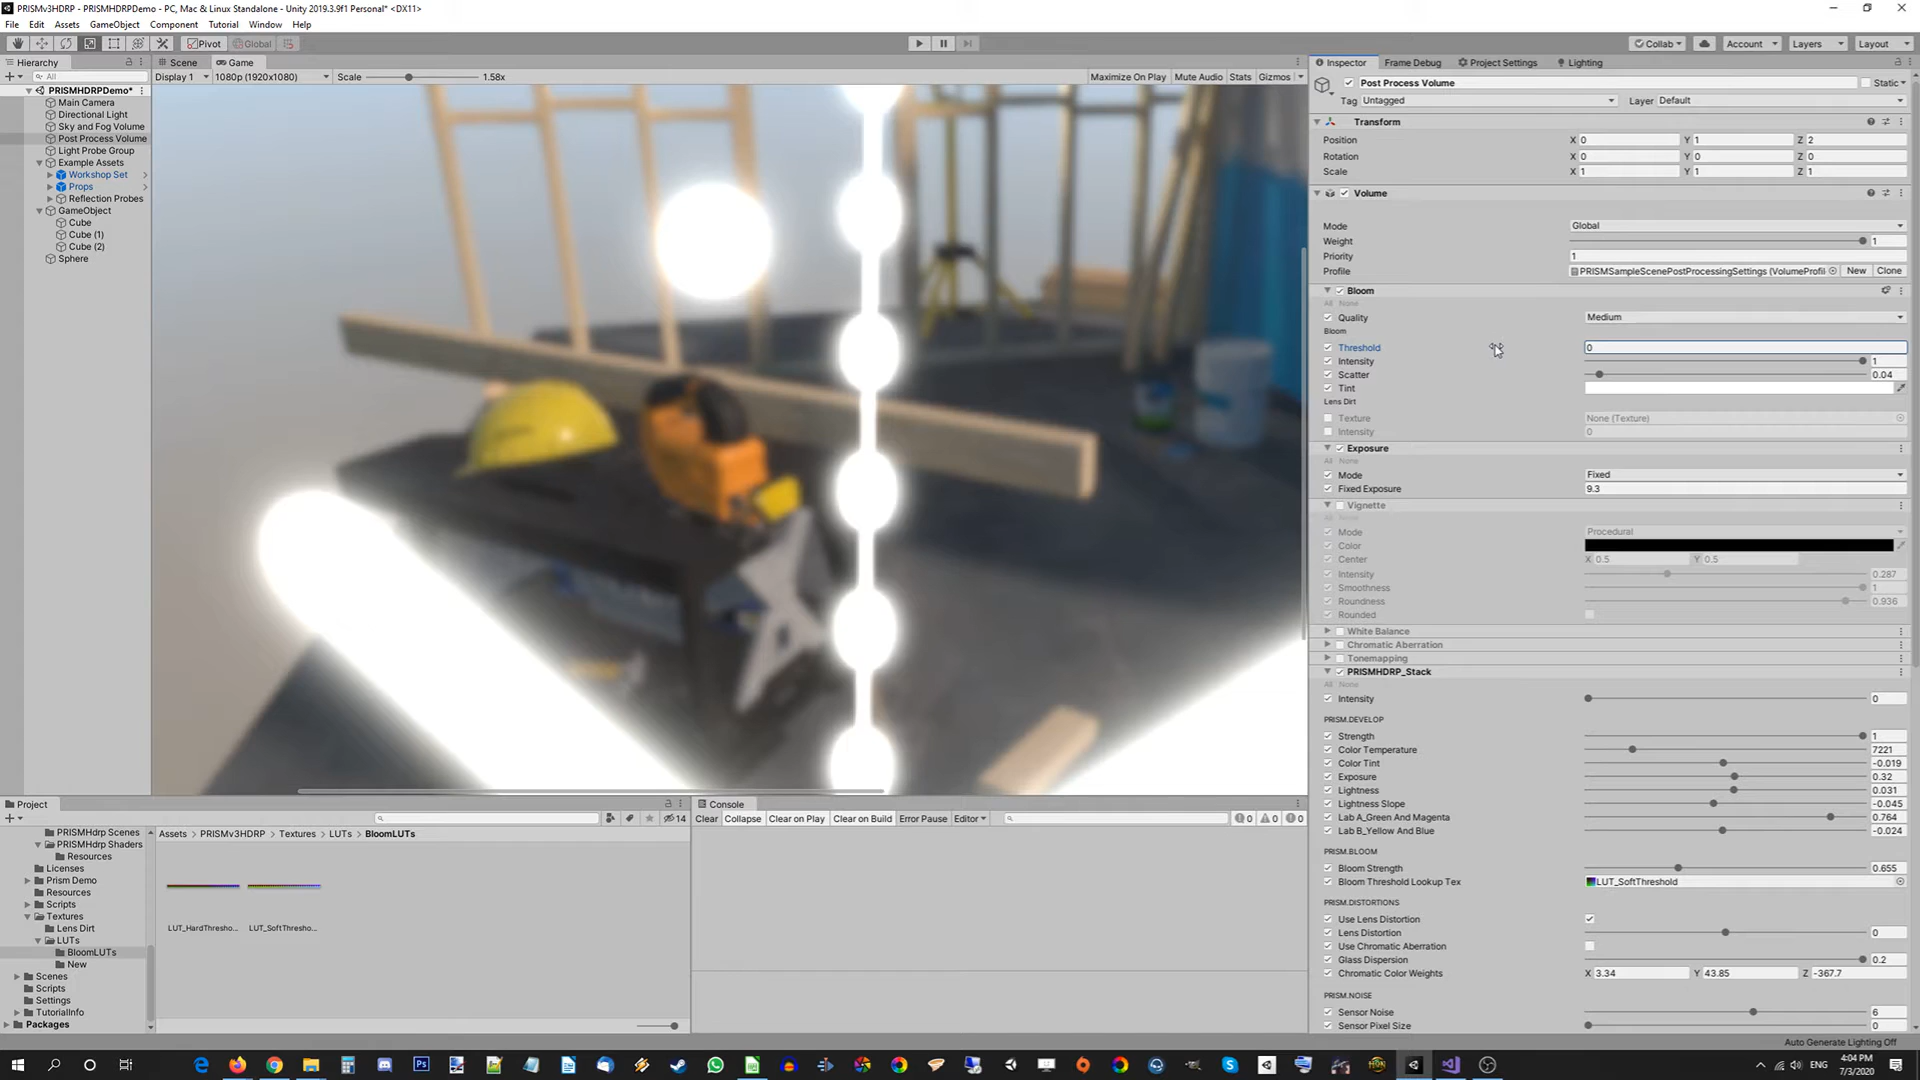 PRISMv3HDRP - PRISMHDRPDemo - PC, Mac & Linux Standalone - Unity 2019.3.9f1 Personal* <DX11>
File Edit Assets GameObject Component Tutorial Window Help
Pivot Global Collab Account Layers Layout
Hierarchy
All
PRISMHDRPDemo*
Main Camera
Directional Light
Sky and Fog Volume
Post Process Volume
Light Probe Group
Example Assets
Workshop Set
Props
Reflection Probes
GameObject
Cube
Cube (1)
Cube (2)
Sphere
Scene Game
Display 1 1080p (1920x1080) Scale 1.58x Maximize On Play Mute Audio Stats Gizmos
Inspector Frame Debug Project Settings Lighting
Post Process Volume Static
Tag Untagged Layer Default
Transform
Position X 0 Y 1 Z 2
Rotation X 0 Y 0 Z 0
Scale X 1 Y 1 Z 1
Volume
Mode Global
Weight 1
Priority 1
Profile PRISMSampleScenePostProcessingSettings (VolumeProfil New Clone
Bloom
All None
Quality Medium
Bloom
Threshold 0
Intensity 1
Scatter 0.04
Tint
Lens Dirt
Texture None (Texture)
Intensity 0
Exposure
All None
Mode Fixed
Fixed Exposure 9.3
Vignette
All None
Mode Procedural
Color
Center X 0.5 Y 0.5
Intensity 0.287
Smoothness 1
Roundness 0.936
Rounded
White Balance
Chromatic Aberration
Tonemapping
PRISMHDRP_Stack
All None
Intensity 0
PRISM.DEVELOP
Strength 1
Color Temperature 7221
Color Tint -0.019
Exposure 0.32
Lightness 0.031
Lightness Slope -0.045
Lab A_Green And Magenta 0.764
Lab B_Yellow And Blue -0.024
PRISM.BLOOM
Bloom Strength 0.655
Bloom Threshold Lookup Tex LUT_SoftThreshold
PRISM.DISTORTIONS
Use Lens Distortion
Lens Distortion 0
Use Chromatic Aberration
Glass Dispersion 0.2
Chromatic Color Weights X 3.34 Y 43.85 Z -367.7
PRISM.NOISE
Sensor Noise 6
Sensor Pixel Size 0
Auto Generate Lighting Off
Project
14
PRISMHdrp Scenes
PRISMHdrp Shaders
Resources
Licenses
Prism Demo
Resources
Scripts
Textures
Lens Dirt
LUTs
BloomLUTs
New
Scenes
Scripts
Settings
TutorialInfo
Packages
Assets PRISMv3HDRP Textures LUTs BloomLUTs
LUT_HardThresho... LUT_SoftThresho...
Console
Clear Collapse Clear on Play Clear on Build Error Pause Editor 0 0 0
ENG
4:04 PM
7/3/2020